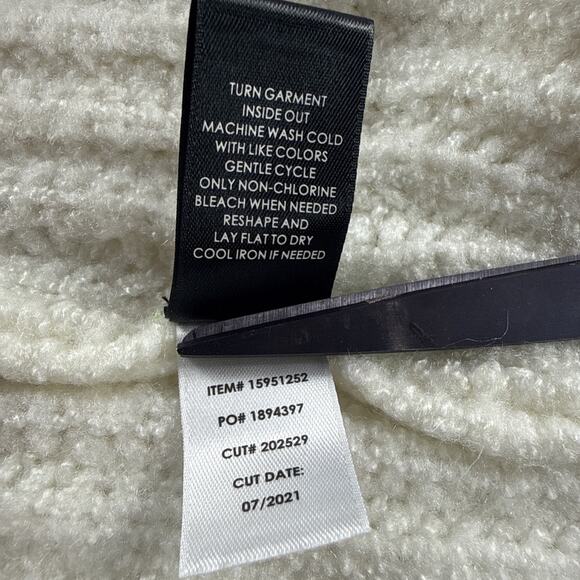 TURN GARMENT
INSIDE OUT
MACHINE WASH COLD
WITH LIKE COLORS
GENTLE CYCLE
ONLY NON-CHLORINE
BLEACH WHEN NEEDED
RESHAPE AND
LAY FLAT TO DRY
COOL IRON IF NEEDED
ITEM# 15951252
PO# 1894397
CUT# 202529
CUT DATE:
07/2021